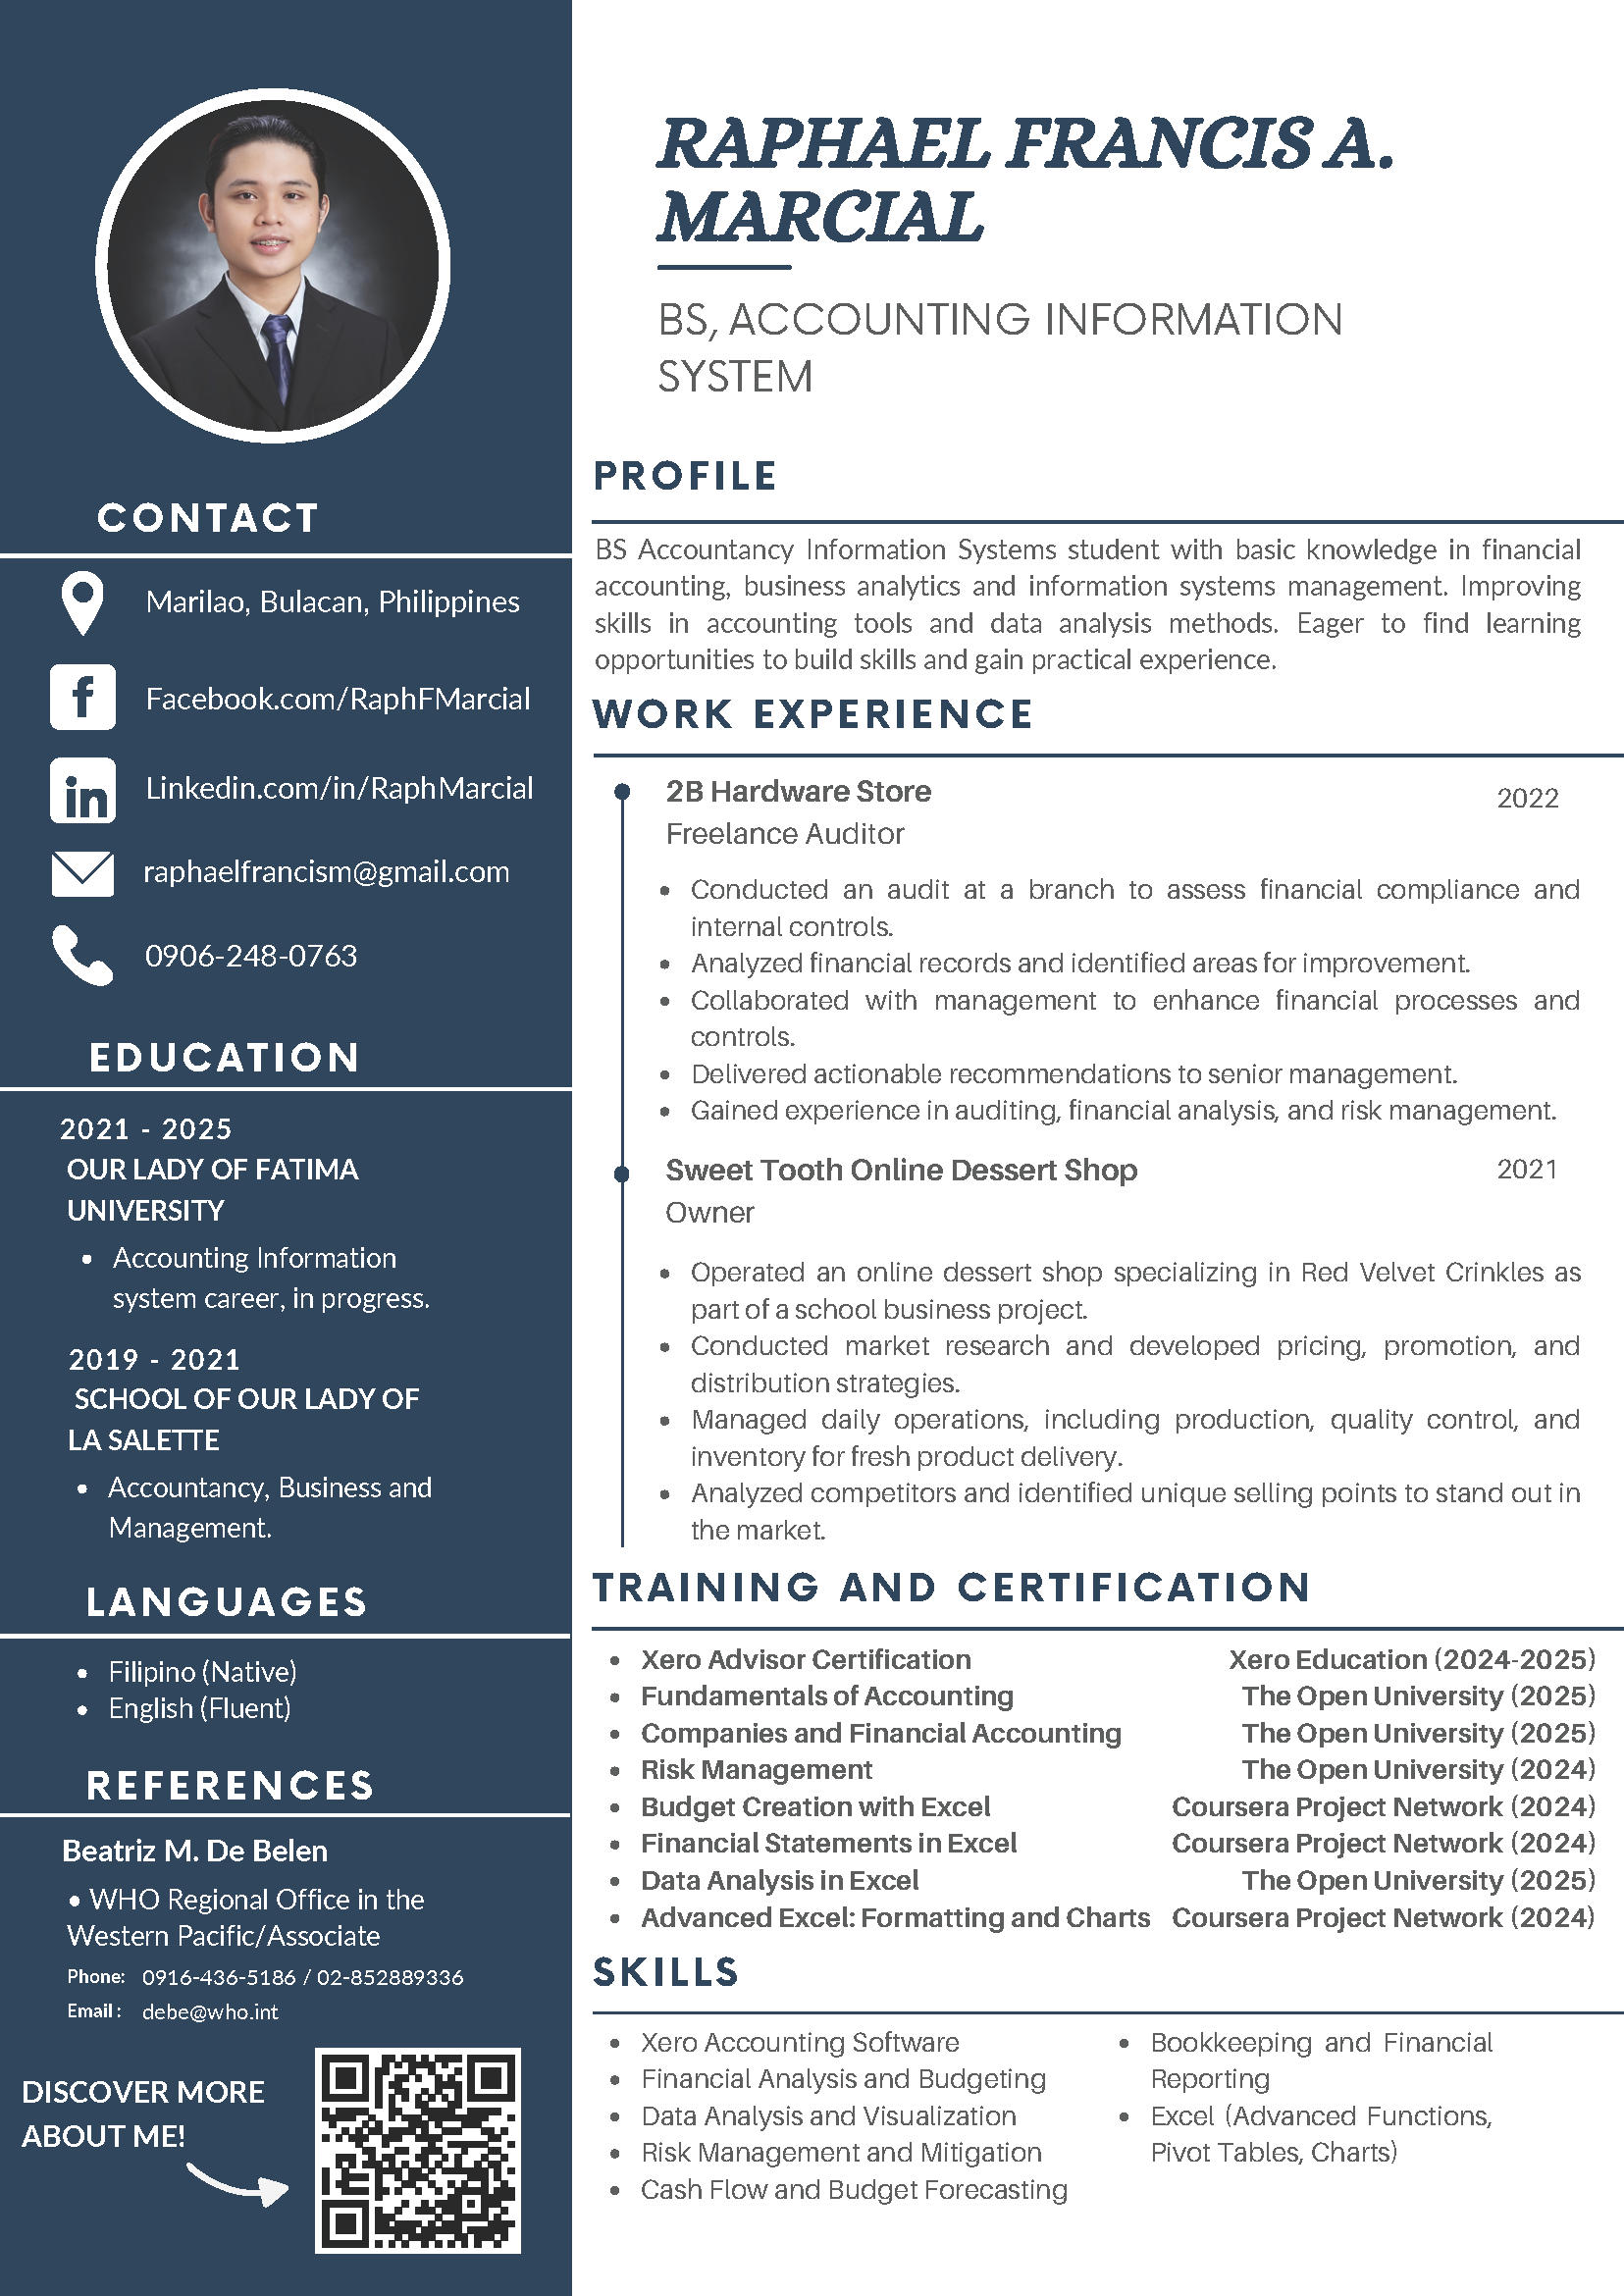 RAPHAEL FRANCIS A.
MARCIAL
BS, ACCOUNTING INFORMATION
SYSTEM
CONTACT
Marilao, Bulacan, Philippines
Facebook.com/RaphFMarcial
Linkedin.com/in/RaphMarcial
raphaelfrancism@gmail.com
0906-248-0763
EDUCATION
2021 - 2025
OUR LADY OF FATIMA
UNIVERSITY
• Accounting Information
system career, in progress.
2019 - 2021
SCHOOL OF OUR LADY OF
LA SALETTE
• Accountancy, Business and
Management.
LANGUAGES
• Filipino (Native)
• English (Fluent)
REFERENCES
Beatriz M. De Belen
• WHO Regional Office in the
Western Pacific/Associate
Phone: 0916-436-5186 / 02-852889336
Email : debe@who.int
DISCOVER MORE
ABOUT ME!
PROFILE
BS Accountancy Information Systems student with basic knowledge in financial
accounting, business analytics and information systems management. Improving
skills in accounting tools and data analysis methods. Eager to find learning
opportunities to build skills and gain practical experience.
WORK EXPERIENCE
2B Hardware Store 2022
Freelance Auditor
• Conducted an audit at a branch to assess financial compliance and
internal controls.
• Analyzed financial records and identified areas for improvement.
• Collaborated with management to enhance financial processes and
controls.
• Delivered actionable recommendations to senior management.
• Gained experience in auditing, financial analysis, and risk management.
Sweet Tooth Online Dessert Shop 2021
Owner
• Operated an online dessert shop specializing in Red Velvet Crinkles as
part of a school business project.
• Conducted market research and developed pricing, promotion, and
distribution strategies.
• Managed daily operations, including production, quality control, and
inventory for fresh product delivery.
• Analyzed competitors and identified unique selling points to stand out in
the market.
TRAINING AND CERTIFICATION
• Xero Advisor Certification Xero Education (2024-2025)
• Fundamentals of Accounting The Open University (2025)
• Companies and Financial Accounting The Open University (2025)
• Risk Management The Open University (2024)
• Budget Creation with Excel Coursera Project Network (2024)
• Financial Statements in Excel Coursera Project Network (2024)
• Data Analysis in Excel The Open University (2025)
• Advanced Excel: Formatting and Charts Coursera Project Network (2024)
SKILLS
• Xero Accounting Software
• Financial Analysis and Budgeting
• Data Analysis and Visualization
• Risk Management and Mitigation
• Cash Flow and Budget Forecasting
• Bookkeeping and Financial
Reporting
• Excel (Advanced Functions,
Pivot Tables, Charts)